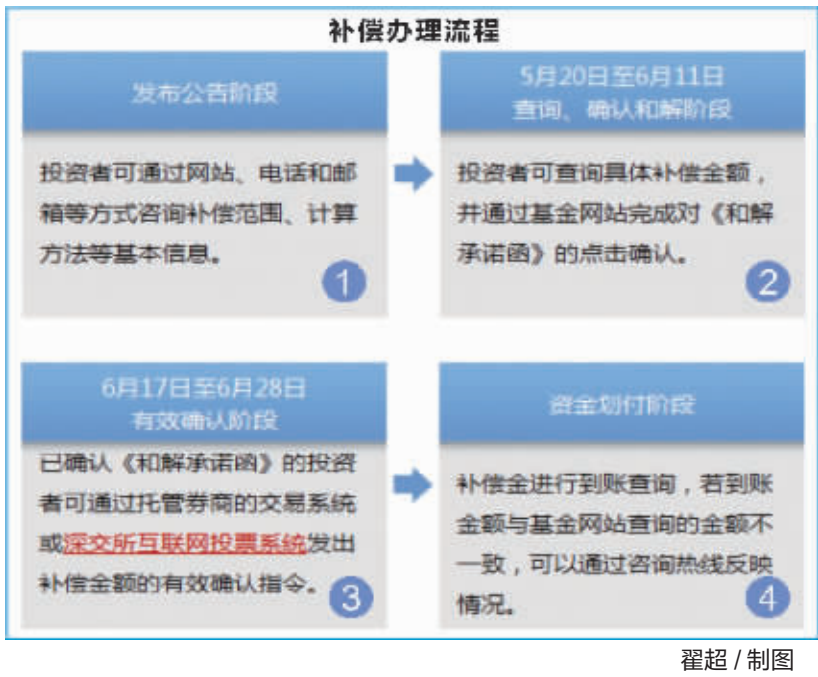 补偿办理流程
发布公告阶段
投资者可通过网站、电话和邮
箱等方式咨询补偿范围、计算
方法等基本信息。
1
5月20日至6月11日
查询、确认和解阶段
投资者可查询具体补偿金额，
并通过基金网站完成对《和解
承诺函》的点击确认。
2
6月17日至6月28日
有效确认阶段
已确认《和解承诺函》的投资
者可通过托管券商的交易系统
或深交所互联网投票系统发出
补偿金额的有效确认指令。
3
资金划付阶段
补偿金进行到账查询，若到账
金额与基金网站查询的金额不
一致，可以通过咨询热线反映
情况。
4
翟超 / 制图